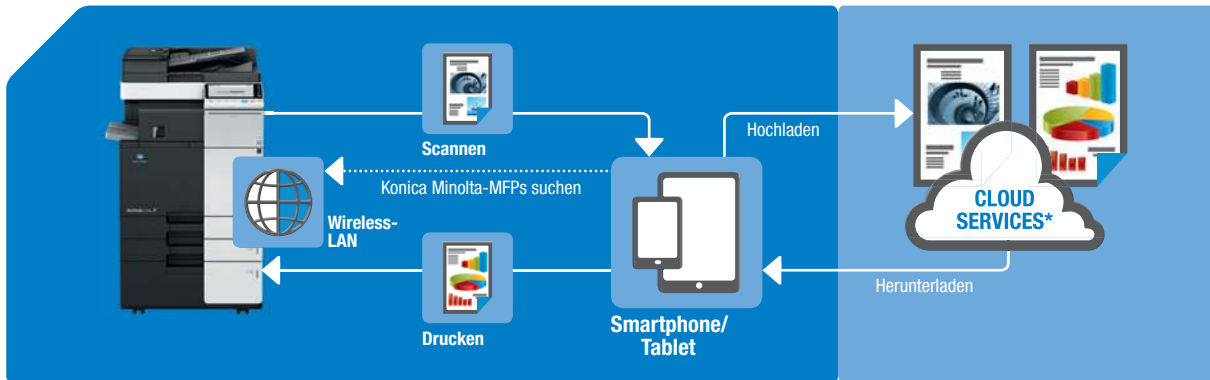 Scannen
Hochladen
Konica Minolta-MFPs suchen
Wireless-
LAN
CLOUD
SERVICES*
Herunterladen
Drucken
Smartphone/
Tablet